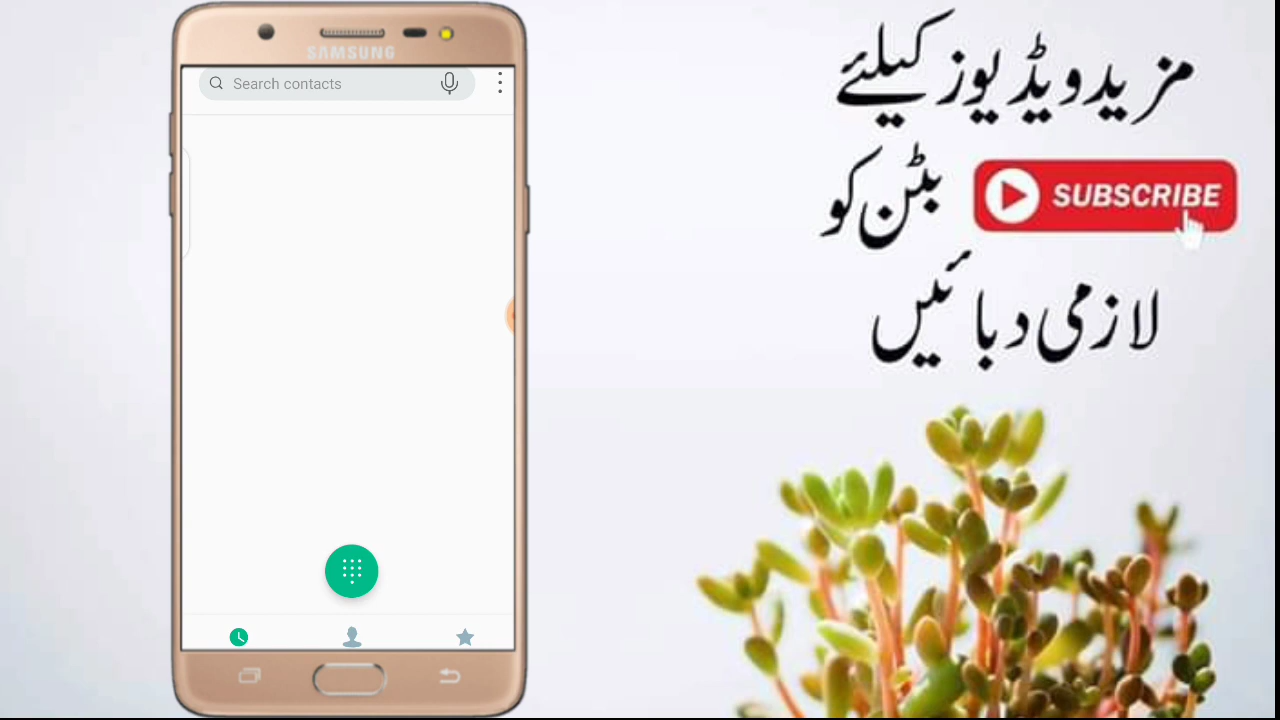 SAMSUNG
Search contacts
مزید ویڈیوز کیلئے
SUBSCRIBE بٹن کو
لازمی دبائیں